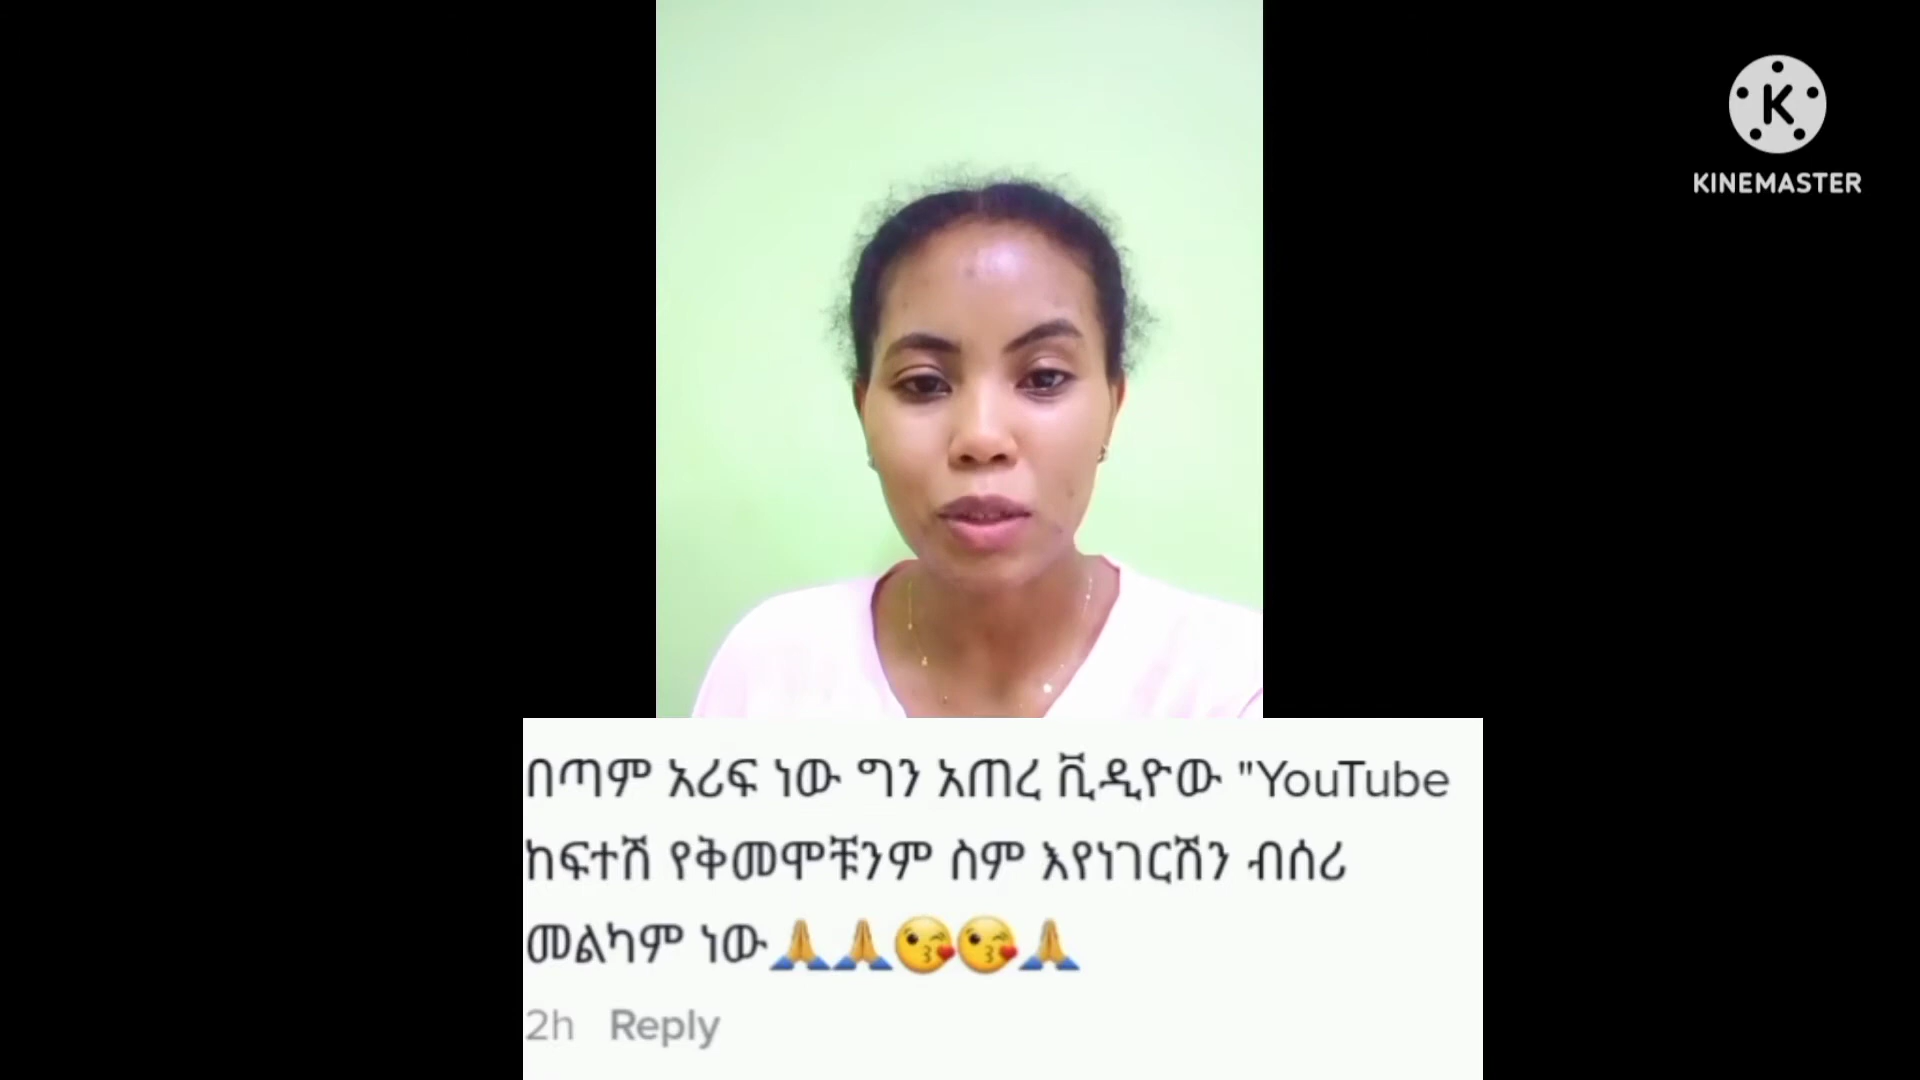 KINEMASTER
በጣም አሪፍ ነው ግን አጠረ ቪዲዮው "YouTube
ከፍተሽ የቅመሞቹንም ስም እየነገርሽን ብሰሪ
መልካም ነው🙏🙏😘😘🙏
2h Reply